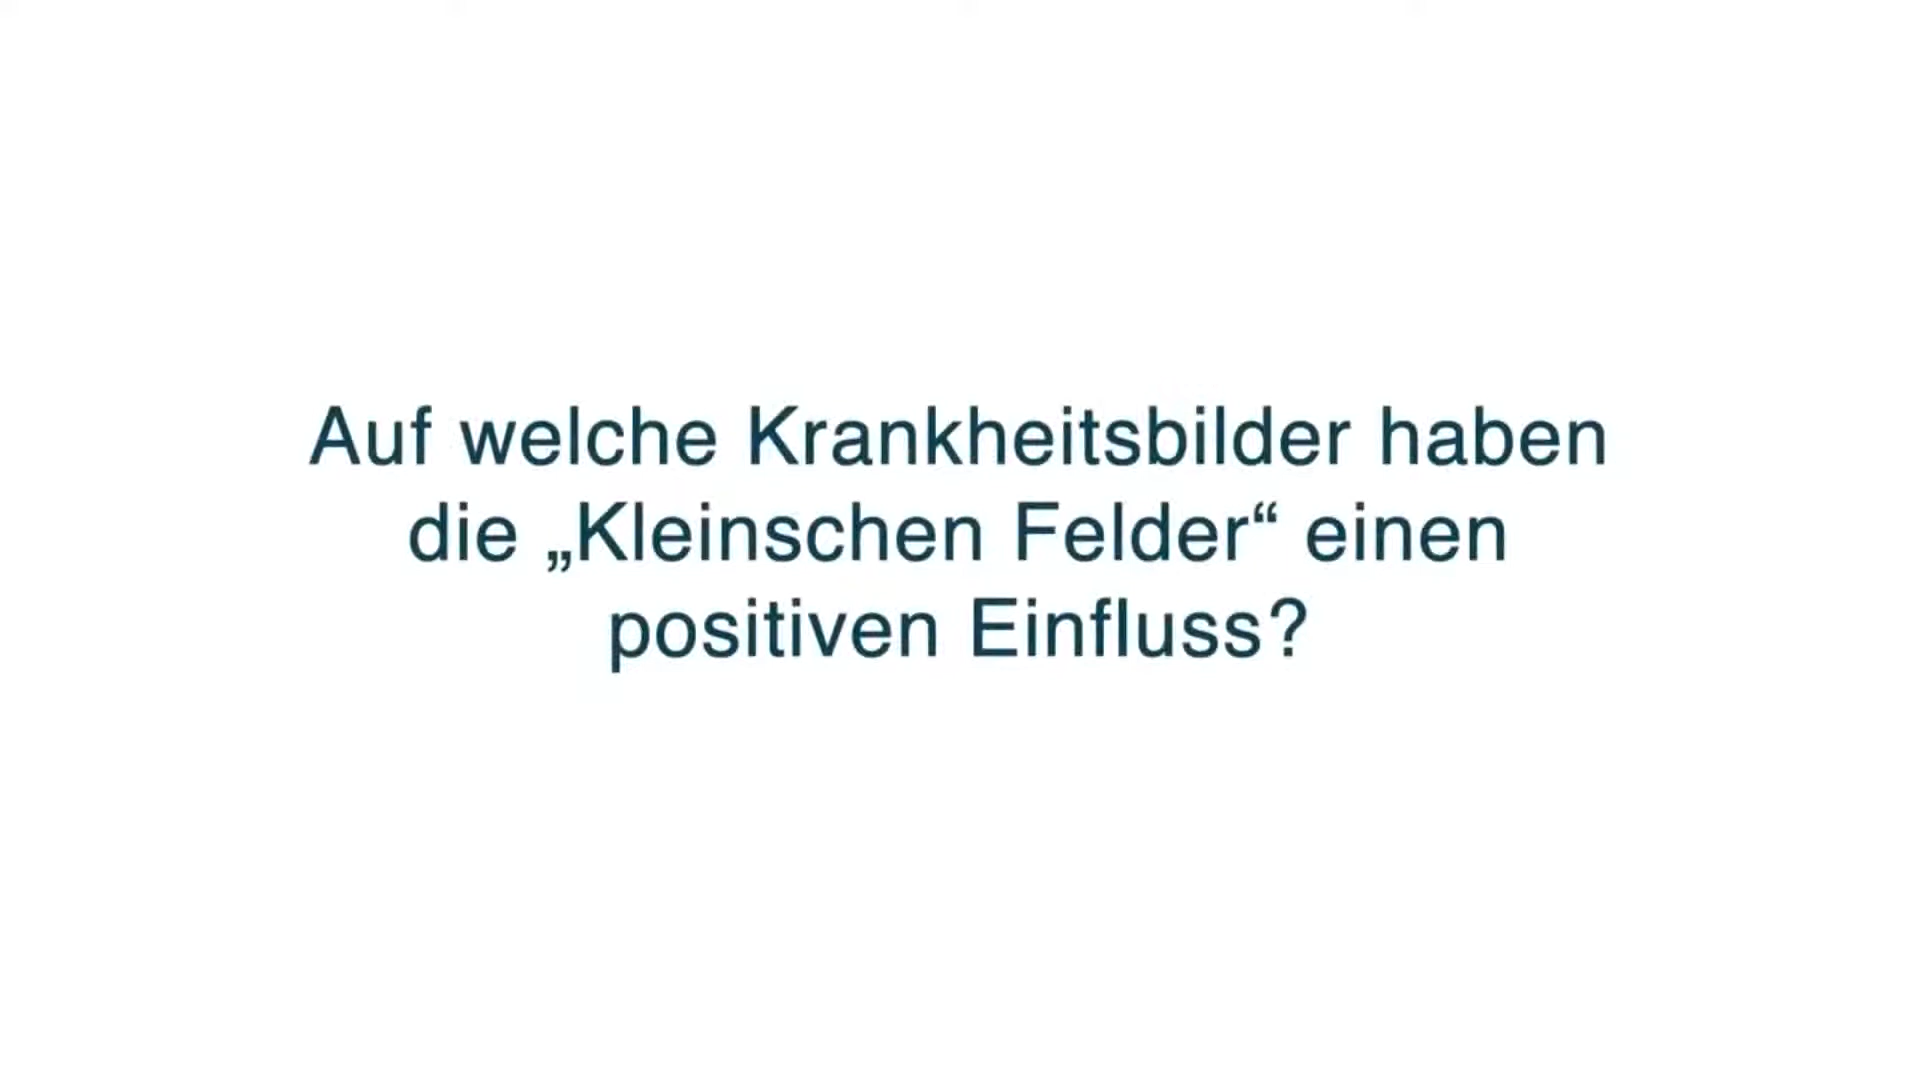 Auf welche Krankheitsbilder haben
die „Kleinschen Felder“ einen
positiven Einfluss?